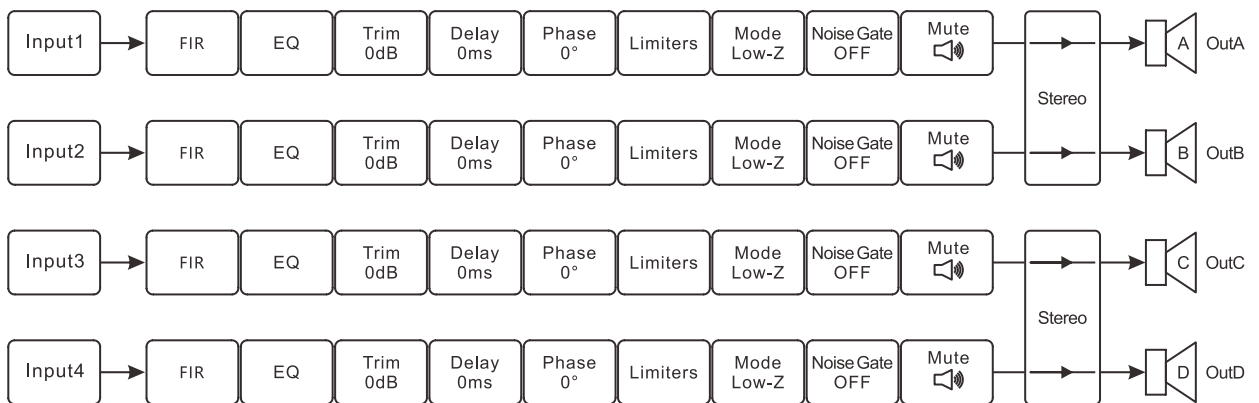 Input1
FIR
EQ
Trim
0dB
Delay
0ms
Phase
0°
Limiters
Mode
Low-Z
Noise Gate
OFF
Mute
A
OutA
Stereo
Input2
FIR
EQ
Trim
0dB
Delay
0ms
Phase
0°
Limiters
Mode
Low-Z
Noise Gate
OFF
Mute
B
OutB
Input3
FIR
EQ
Trim
0dB
Delay
0ms
Phase
0°
Limiters
Mode
Low-Z
Noise Gate
OFF
Mute
C
OutC
Stereo
Input4
FIR
EQ
Trim
0dB
Delay
0ms
Phase
0°
Limiters
Mode
Low-Z
Noise Gate
OFF
Mute
D
OutD